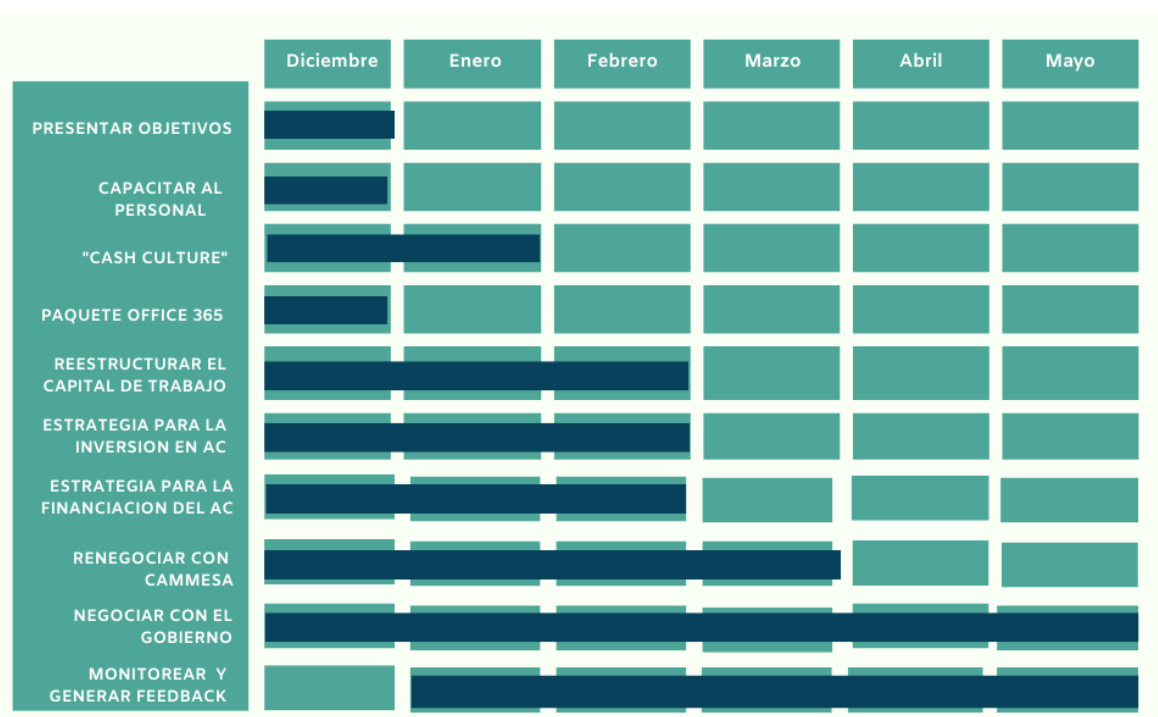 Diciembre Enero Febrero Marzo Abril Mayo
PRESENTAR OBJETIVOS
CAPACITAR AL
PERSONAL
"CASH CULTURE"
PAQUETE OFFICE 365
REESTRUCTURAR EL
CAPITAL DE TRABAJO
ESTRATEGIA PARA LA
INVERSION EN AC
ESTRATEGIA PARA LA
FINANCIACION DEL AC
RENEGOCIAR CON
CAMMESA
NEGOCIAR CON EL
GOBIERNO
MONITOREAR Y
GENERAR FEEDBACK